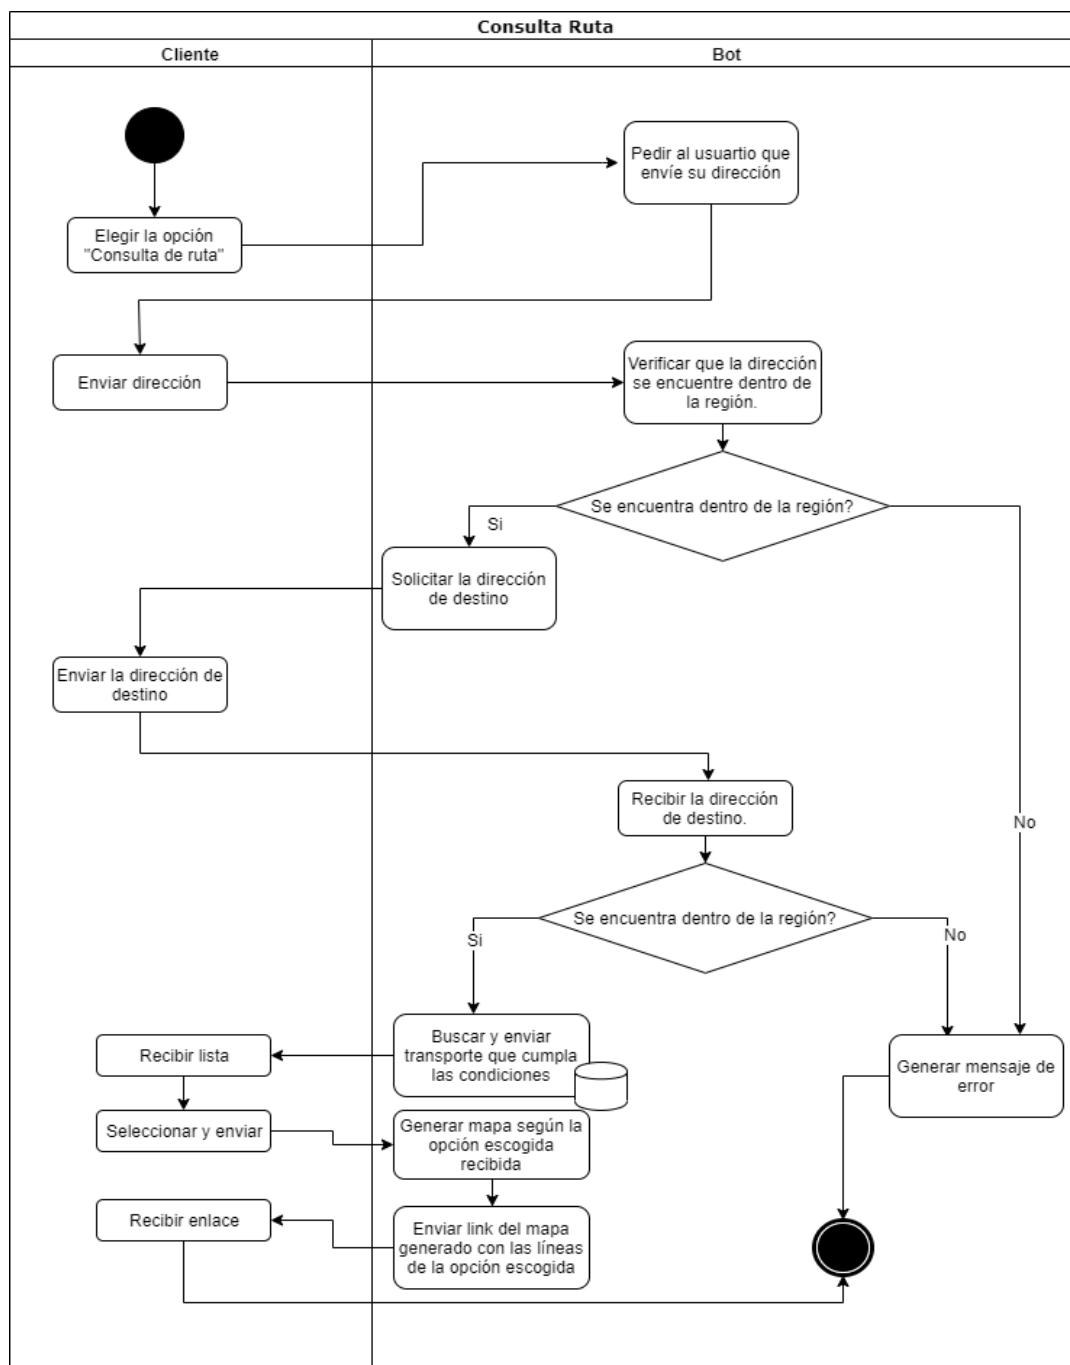 Consulta Ruta
Cliente
Bot
Pedir al usuartio que
envíe su dirección
Elegir la opción
"Consulta de ruta"
Enviar dirección
Verificar que la dirección
se encuentre dentro de
la región.
Se encuentra dentro de la región?
Si
Solicitar la dirección
de destino
Enviar la dirección de
destino
Recibir la dirección
de destino.
No
Se encuentra dentro de la región?
Si
No
Buscar y enviar
transporte que cumpla
las condiciones
Recibir lista
Generar mensaje de
error
Seleccionar y enviar
Generar mapa según la
opción escogida
recibida
Recibir enlace
Enviar link del mapa
generado con las líneas
de la opción escogida